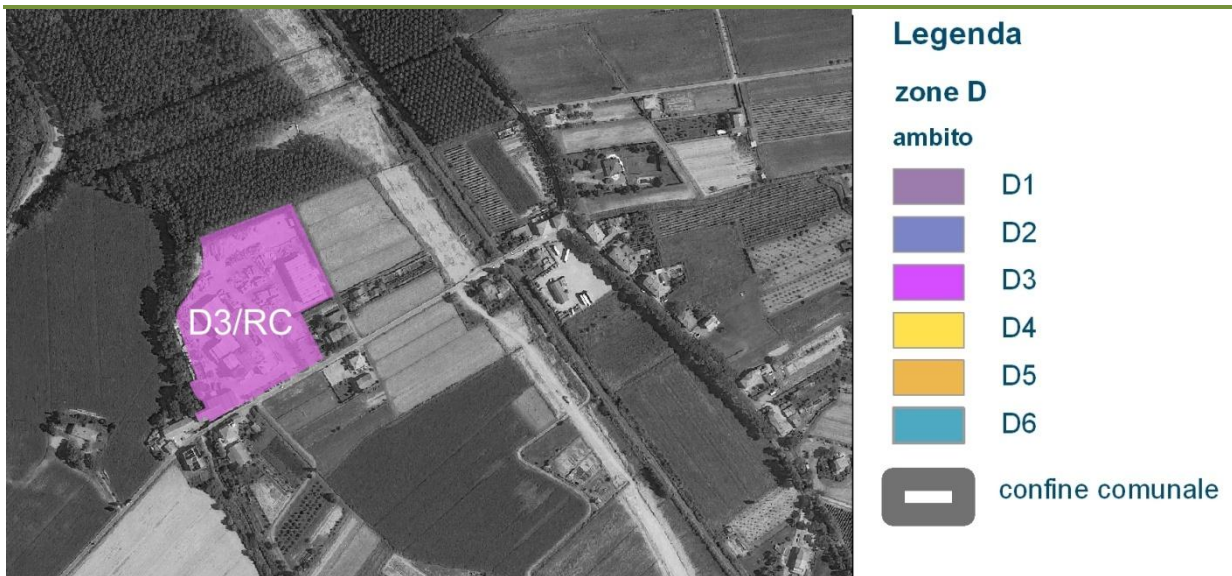 D3/RC
Legenda
zone D
ambito
D1
D2
D3
D4
D5
D6
confine comunale